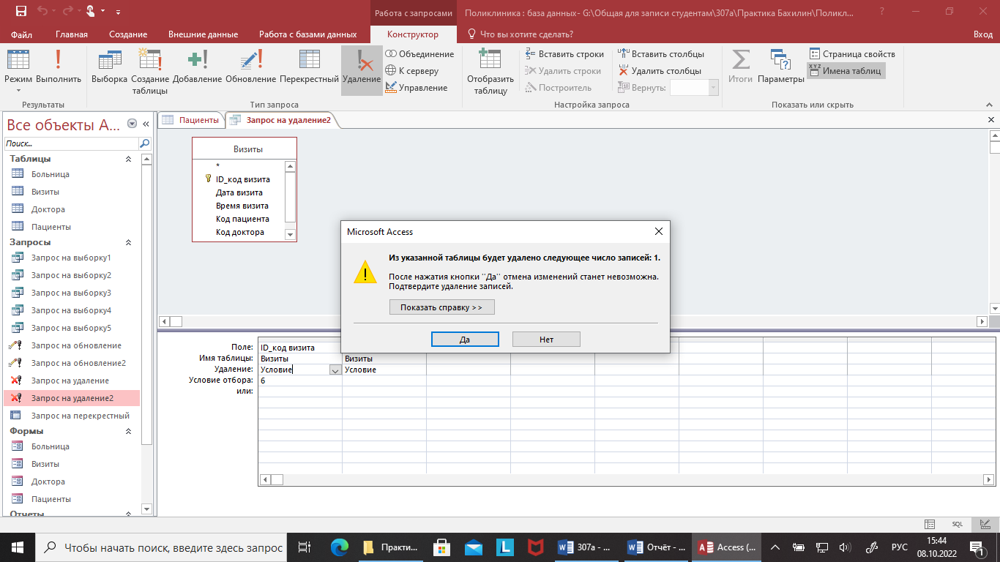 Работа с запросами
Поликлиника : база данных- G:\Общая для записи студентам\307а\Практика Бахилин\Поликл...
Файл
Главная
Создание
Внешние данные
Работа с базами данных
Конструктор
Что вы хотите сделать?
Вход
Режим
Выполнить
Результаты
Выборка
Создание таблицы
Добавление
Обновление
Перекрестный
Удаление
Объединение
К серверу
Управление
Тип запроса
Отобразить таблицу
Вставить строки
Удалить строки
Построитель
Вставить столбцы
Удалить столбцы
Вернуть:
Настройка запроса
Итоги
Параметры
Страница свойств
XYZ Имена таблиц
Показать или скрыть
Все объекты A...
Поиск...
Таблицы
Больница
Визиты
Доктора
Пациенты
Запросы
Запрос на выборку1
Запрос на выборку2
Запрос на выборку3
Запрос на выборку4
Запрос на выборку5
Запрос на обновление
Запрос на обновление2
Запрос на удаление
Запрос на удаление2
Запрос на перекрестный
Формы
Больница
Визиты
Доктора
Пациенты
Отчеты
Пациенты
Запрос на удаление2
Визиты
*
ID_код визита
Дата визита
Время визита
Код пациента
Код доктора
Microsoft Access
Из указанной таблицы будет удалено следующее число записей: 1.
После нажатия кнопки "Да" отмена изменений станет невозможна.
Подтвердите удаление записей.
Показать справку >>
Да
Нет
Поле: ID_код визита
Имя таблицы: Визиты Визиты
Удаление: Условие Условие
Условие отбора: 6
или:
SQL
Чтобы начать поиск, введите здесь запрос
Практи...
307а - ...
Отчёт - ...
Access (...
РУС
15:44
08.10.2022
1